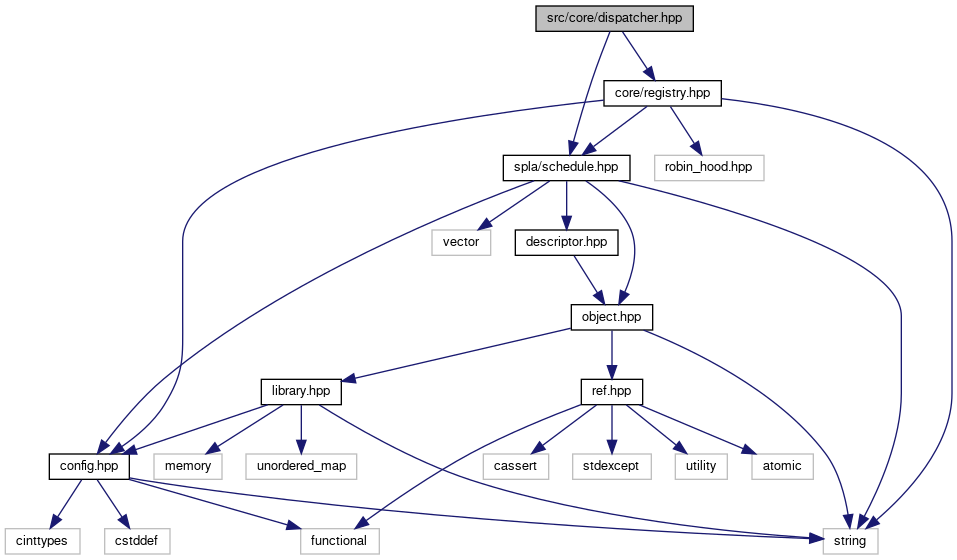 src/core/dispatcher.hpp
core/registry.hpp
spla/schedule.hpp
robin_hood.hpp
vector
descriptor.hpp
object.hpp
library.hpp
ref.hpp
config.hpp
memory
unordered_map
cassert
stdexcept
utility
atomic
cinttypes
cstddef
functional
string